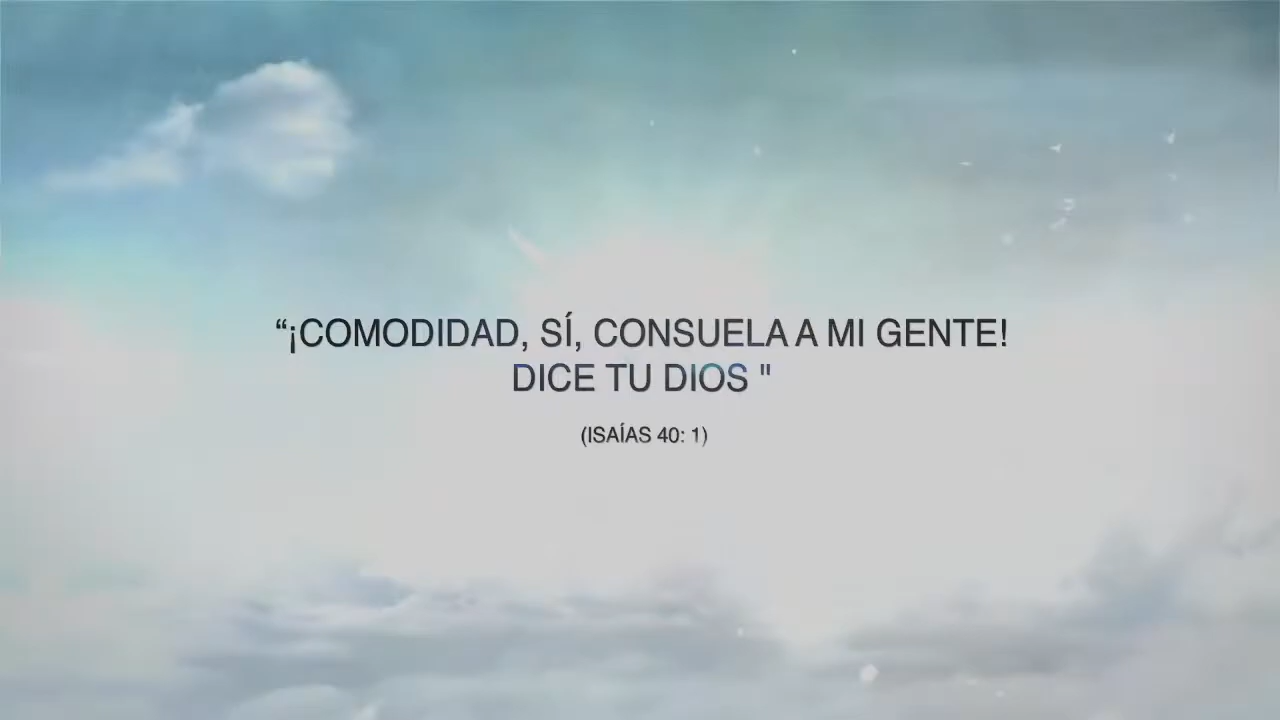 “¡COMODIDAD, SÍ, CONSUELA A MI GENTE!
DICE TU DIOS "
(ISAÍAS 40: 1)